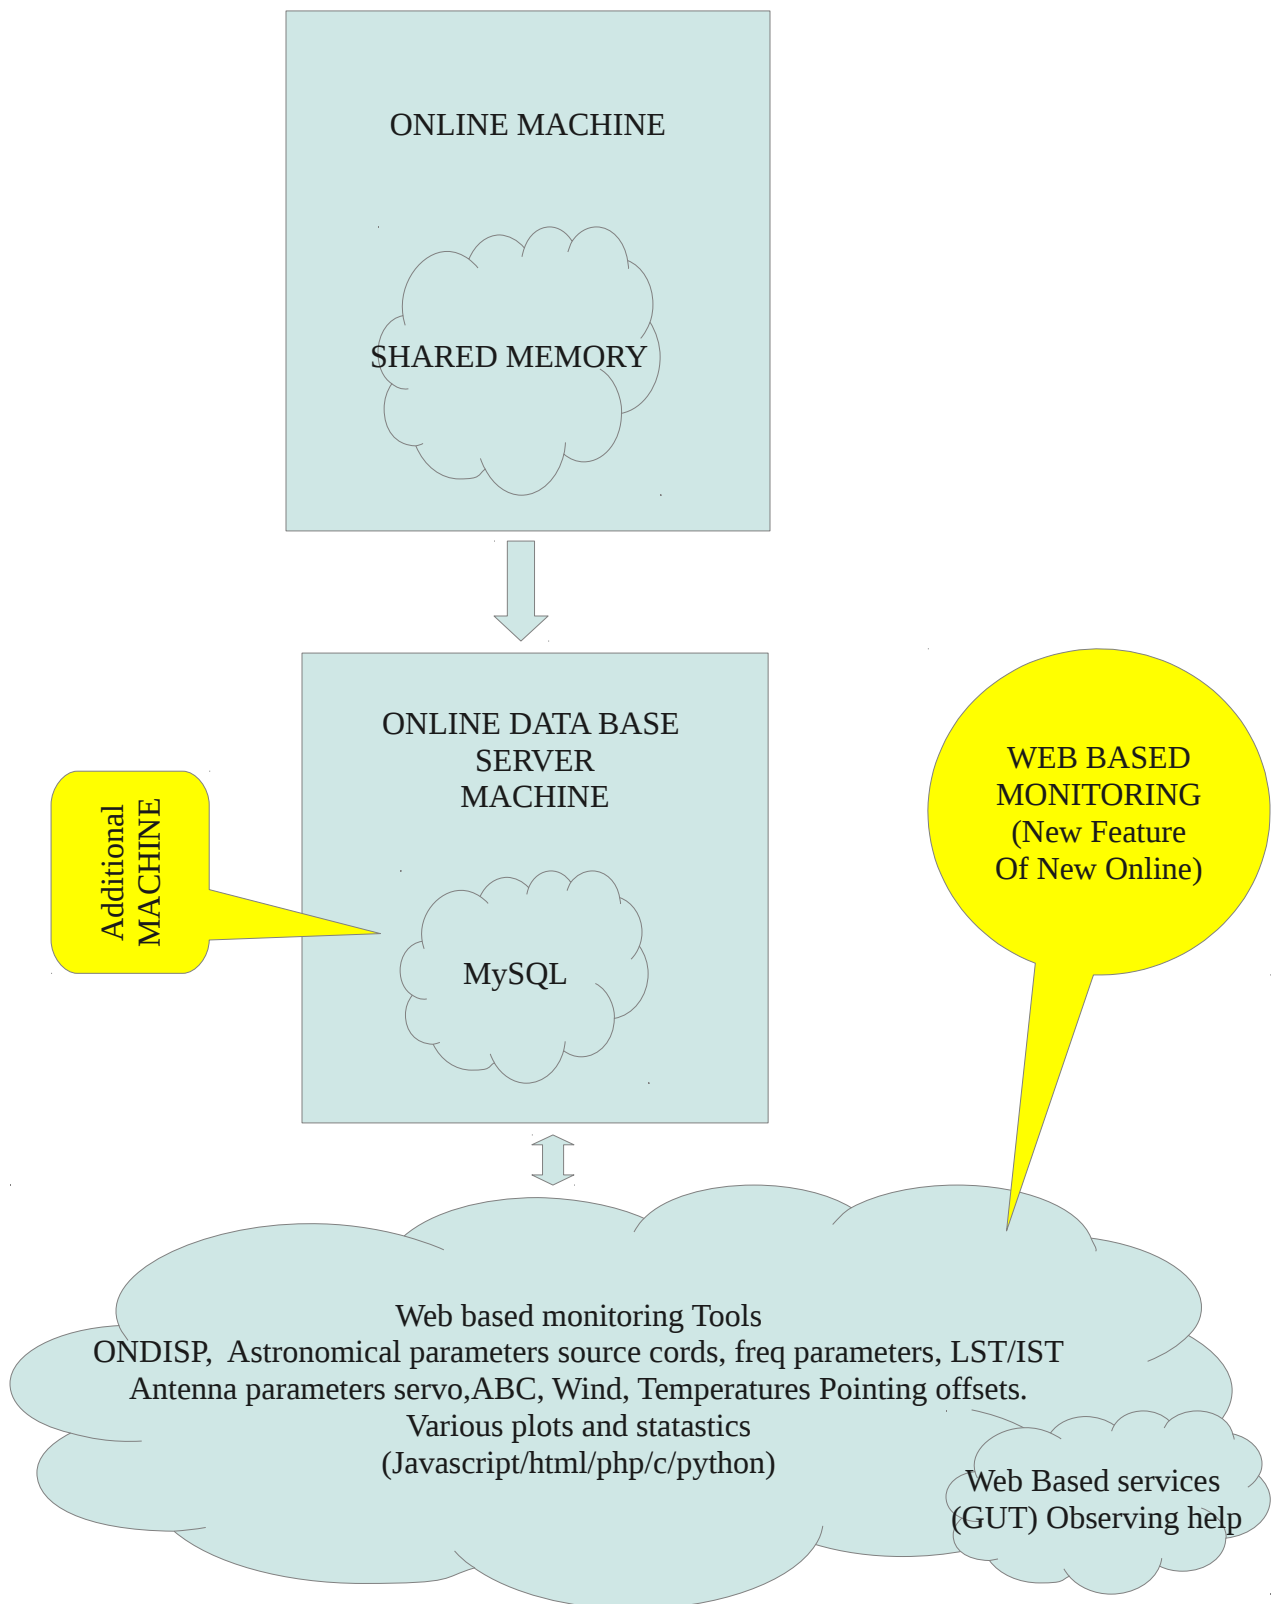 ONLINE MACHINE
SHARED MEMORY
ONLINE DATA BASE
SERVER
MACHINE
Additional
MACHINE
MySQL
WEB BASED
MONITORING
(New Feature
Of New Online)
Web based monitoring Tools
ONDISP,  Astronomical parameters source cords, freq parameters, LST/IST
Antenna parameters servo,ABC, Wind, Temperatures Pointing offsets.
Various plots and statastics
(Javascript/html/php/c/python)
Web Based services
(GUT) Observing help